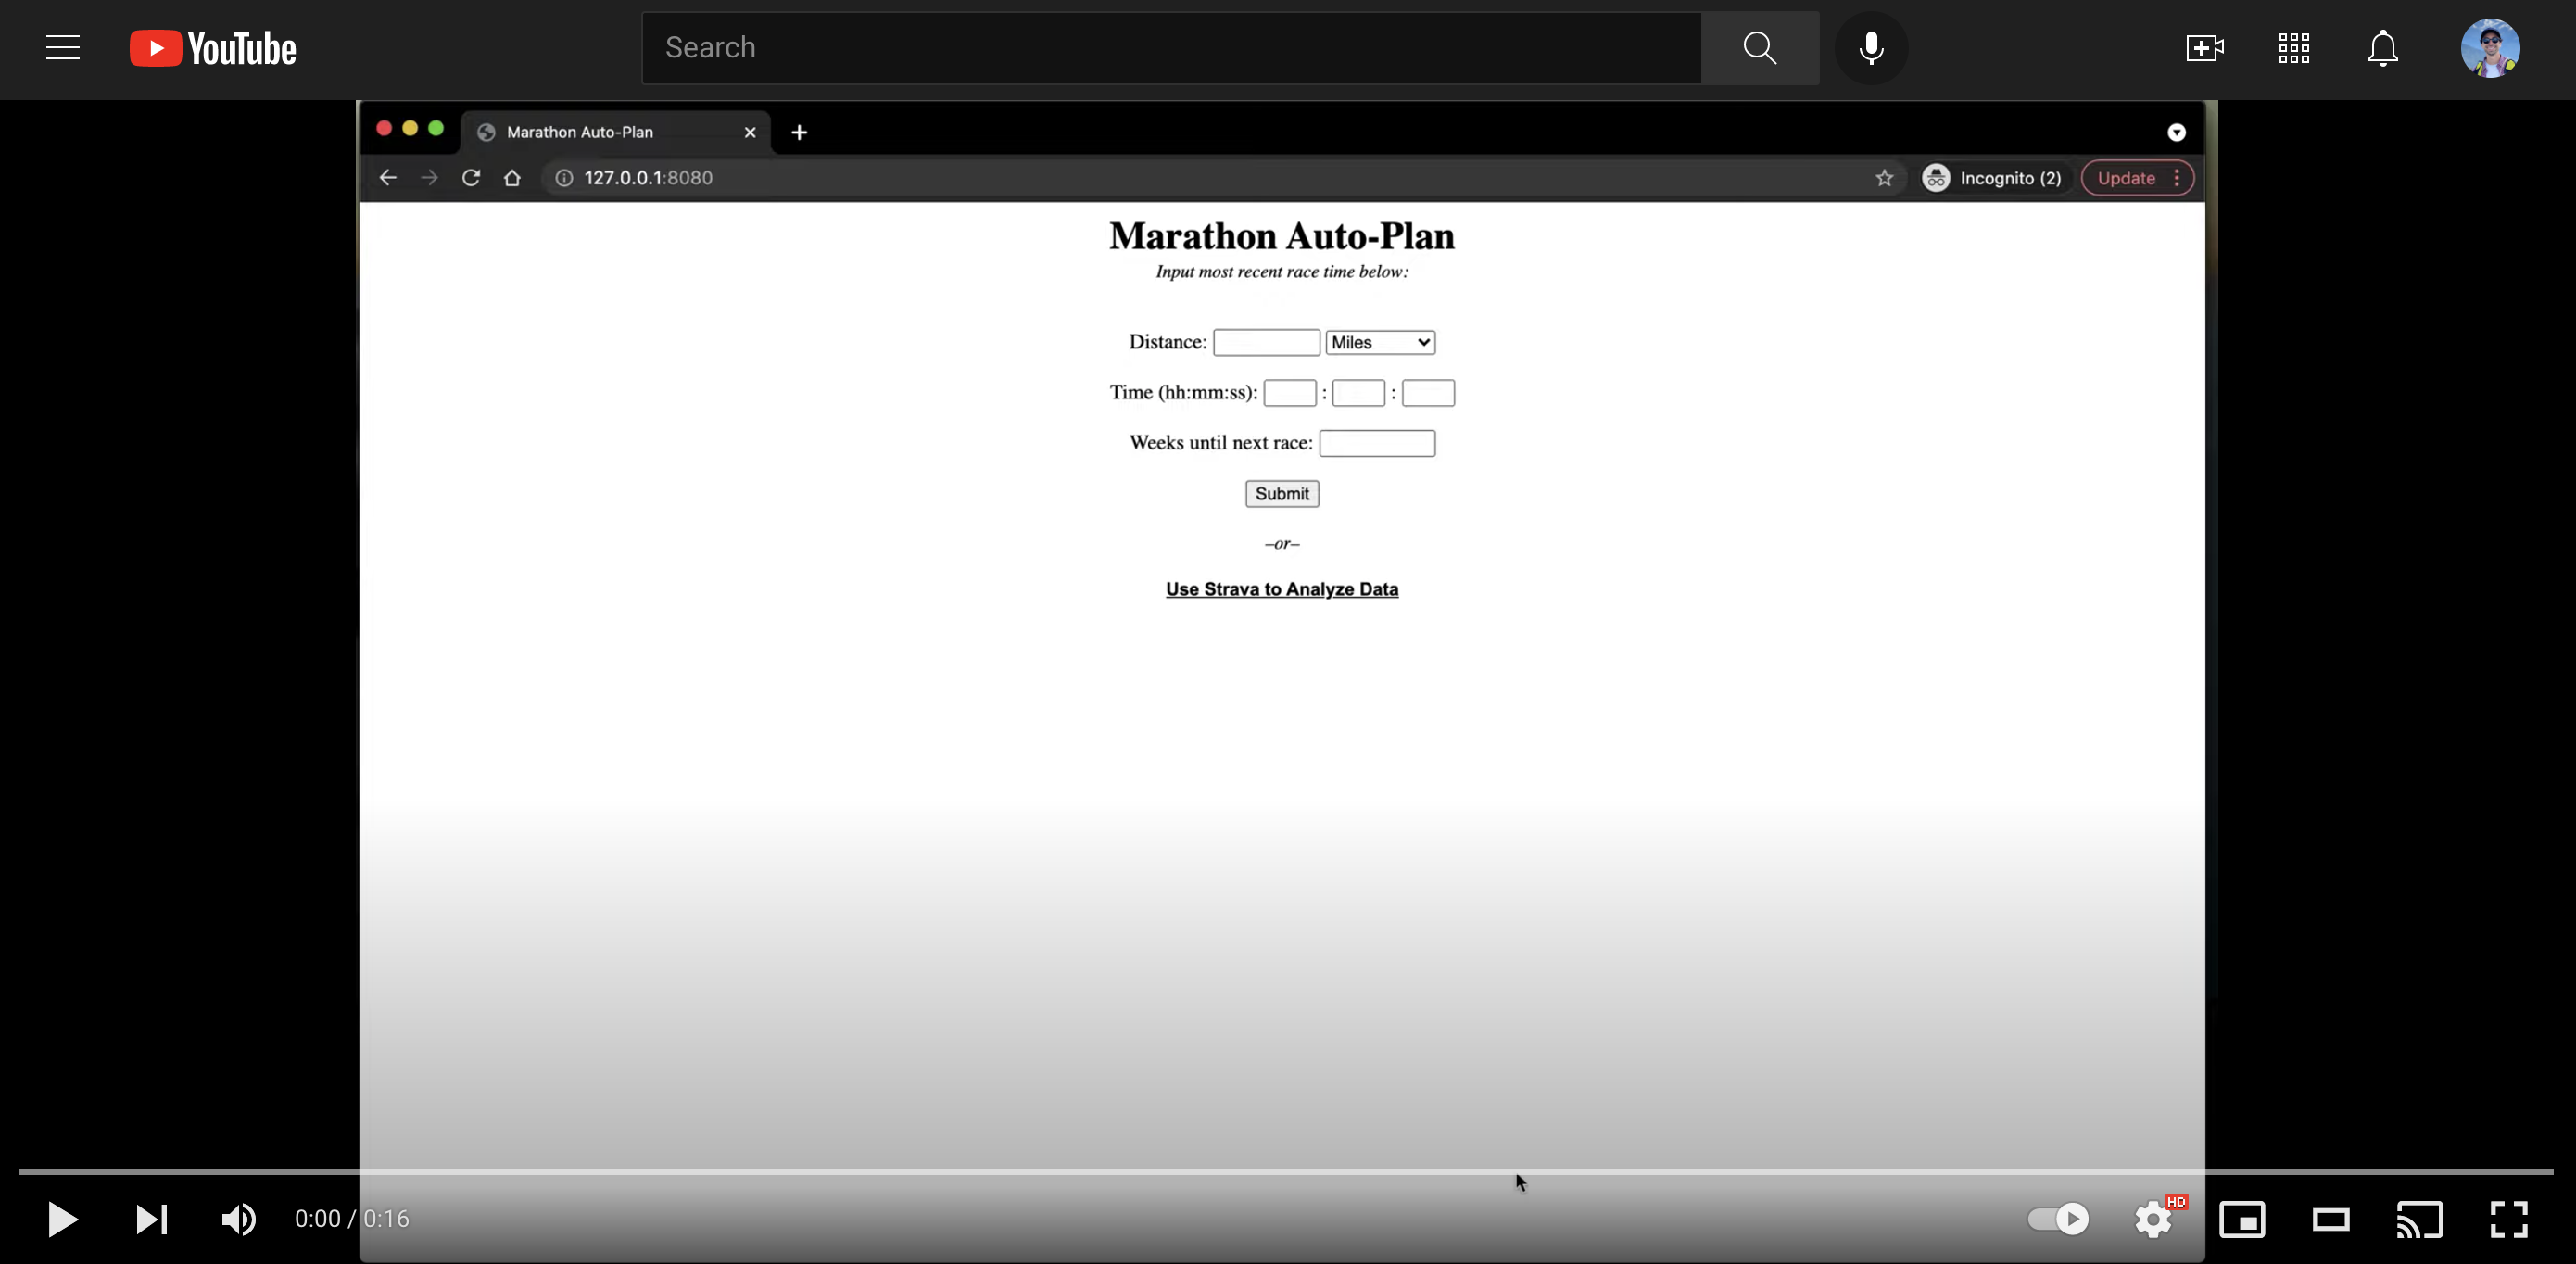 YouTube
Search
Marathon Auto-Plan
127.0.0.1:8080
Incognito (2)
Update
Marathon Auto-Plan
Input most recent race time below:
Distance: Miles
Time (hh:mm:ss): : :
Weeks until next race:
Submit
–or–
Use Strava to Analyze Data
0:00 / 0:16
HD